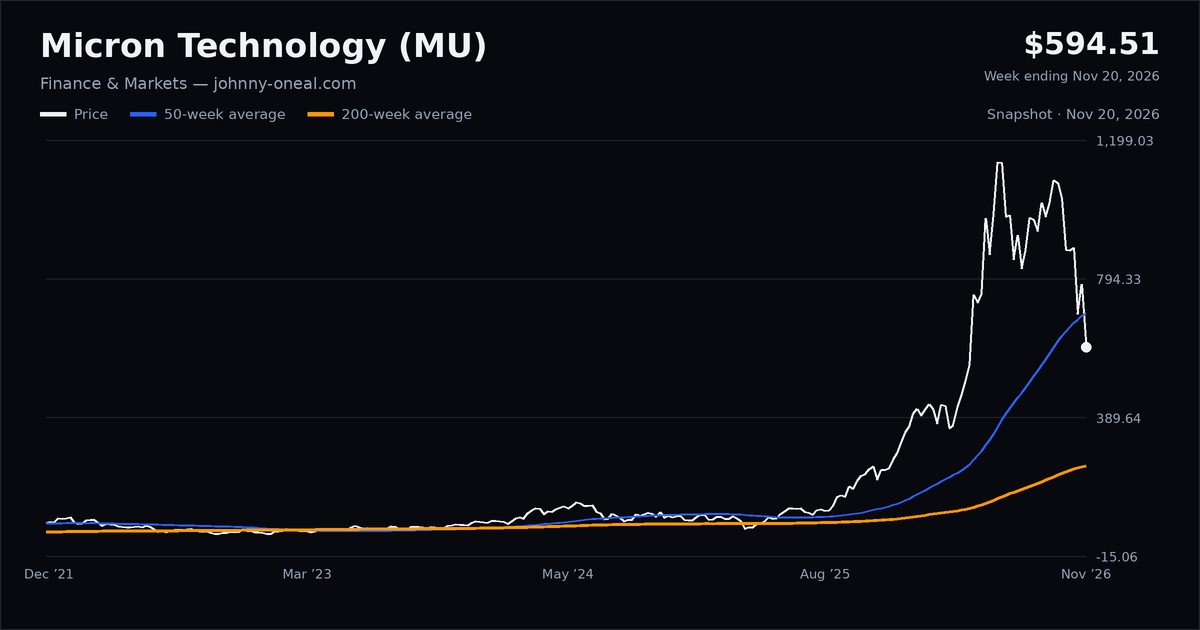 Micron Technology (MU)
$594.51
Finance & Markets — johnny-oneal.com
Week ending Nov 20, 2026
Price
50-week average
200-week average
Snapshot · Nov 20, 2026
1,199.03
794.33
389.64
-15.06
Dec ’21
Mar ’23
May ’24
Aug ’25
Nov ’26